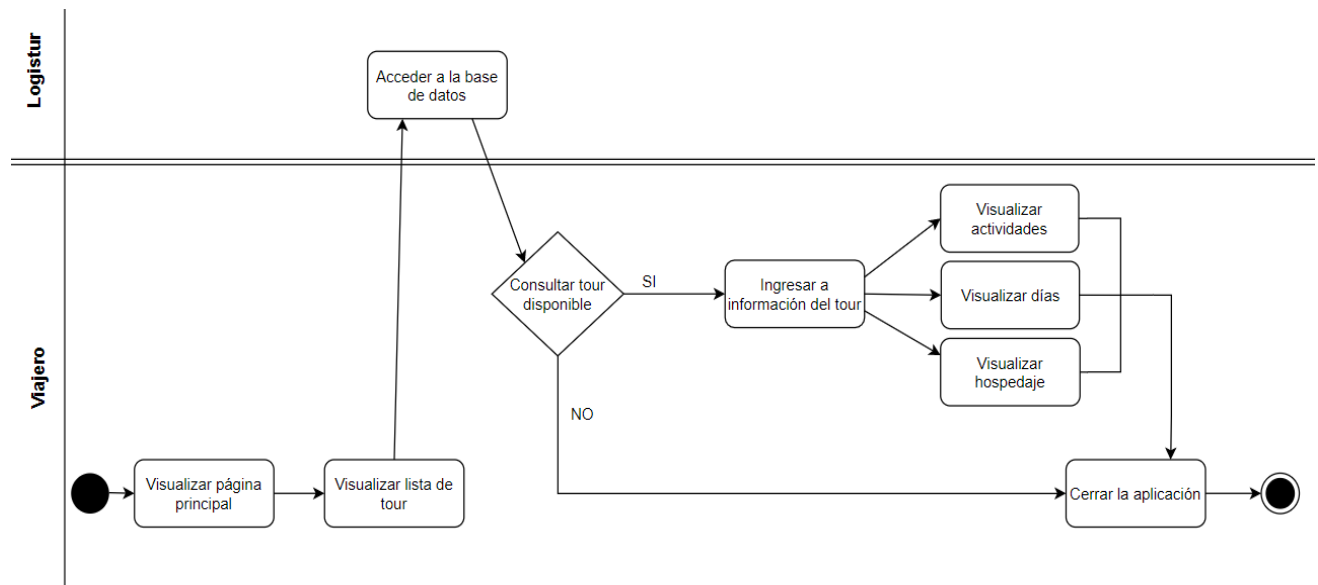 Logistur
Acceder a la base
de datos
Viajero
Visualizar página
principal
Visualizar lista de
tour
Consultar tour
disponible
SI
NO
Ingresar a
información del tour
Visualizar
actividades
Visualizar días
Visualizar
hospedaje
Cerrar la aplicación